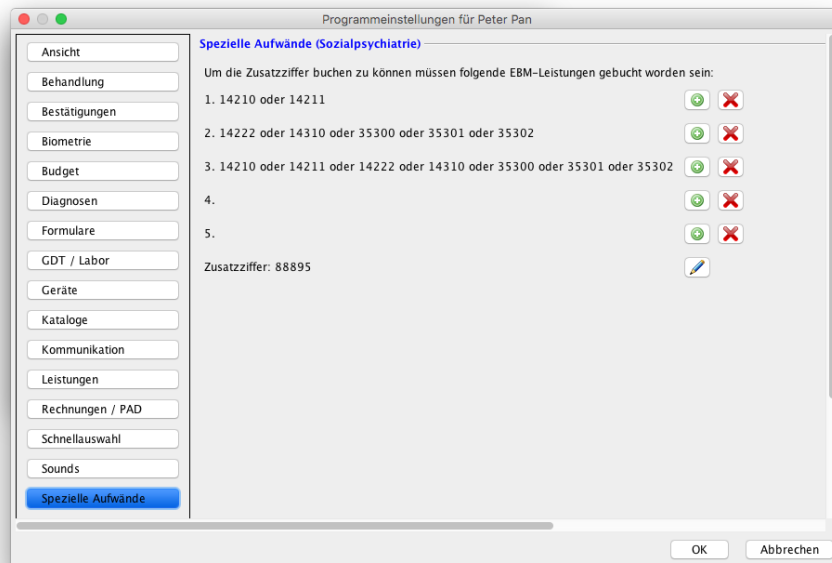 Programmeinstellungen für Peter Pan
Ansicht
Behandlung
Bestätigungen
Biometrie
Budget
Diagnosen
Formulare
GDT / Labor
Geräte
Kataloge
Kommunikation
Leistungen
Rechnungen / PAD
Schnellauswahl
Sounds
Spezielle Aufwände
Spezielle Aufwände (Sozialpsychiatrie)
Um die Zusatzziffer buchen zu können müssen folgende EBM-Leistungen gebucht worden sein:
1. 14210 oder 14211
2. 14222 oder 14310 oder 35300 oder 35301 oder 35302
3. 14210 oder 14211 oder 14222 oder 14310 oder 35300 oder 35301 oder 35302
4.
5.
Zusatzziffer: 88895
OK
Abbrechen